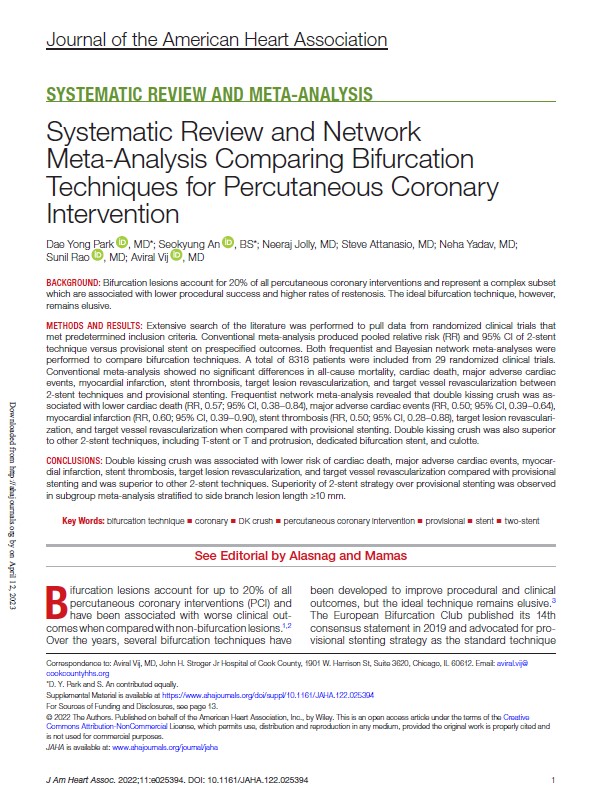 Journal of the American Heart Association
SYSTEMATIC REVIEW AND META-ANALYSIS
Systematic Review and Network
Meta-Analysis Comparing Bifurcation
Techniques for Percutaneous Coronary
Intervention
Dae Yong Park iD, MD*; Seokyung An iD, BS*; Neeraj Jolly, MD; Steve Attanasio, MD; Neha Yadav, MD;
Sunil Rao iD, MD; Aviral Vij iD, MD
BACKGROUND: Bifurcation lesions account for 20% of all percutaneous coronary interventions and represent a complex subset
which are associated with lower procedural success and higher rates of restenosis. The ideal bifurcation technique, however,
remains elusive.
METHODS AND RESULTS: Extensive search of the literature was performed to pull data from randomized clinical trials that
met predetermined inclusion criteria. Conventional meta-analysis produced pooled relative risk (RR) and 95% CI of 2-stent
technique versus provisional stent on prespecified outcomes. Both frequentist and Bayesian network meta-analyses were
performed to compare bifurcation techniques. A total of 8318 patients were included from 29 randomized clinical trials.
Conventional meta-analysis showed no significant differences in all-cause mortality, cardiac death, major adverse cardiac
events, myocardial infarction, stent thrombosis, target lesion revascularization, and target vessel revascularization between
2-stent techniques and provisional stenting. Frequentist network meta-analysis revealed that double kissing crush was as-
sociated with lower cardiac death (RR, 0.57; 95% CI, 0.38–0.84), major adverse cardiac events (RR, 0.50; 95% CI, 0.39–0.64),
myocardial infarction (RR, 0.60; 95% CI, 0.39–0.90), stent thrombosis (RR, 0.50; 95% CI, 0.28–0.88), target lesion revasculari-
zation, and target vessel revascularization when compared with provisional stenting. Double kissing crush was also superior
to other 2-stent techniques, including T-stent or T and protrusion, dedicated bifurcation stent, and culotte.
CONCLUSIONS: Double kissing crush was associated with lower risk of cardiac death, major adverse cardiac events, myocar-
dial infarction, stent thrombosis, target lesion revascularization, and target vessel revascularization compared with provisional
stenting and was superior to other 2-stent techniques. Superiority of 2-stent strategy over provisional stenting was observed
in subgroup meta-analysis stratified to side branch lesion length ≥10 mm.
Key Words: bifurcation technique ■ coronary ■ DK crush ■ percutaneous coronary intervention ■ provisional ■ stent ■ two-stent
See Editorial by Alasnag and Mamas
Bifurcation lesions account for up to 20% of all
percutaneous coronary interventions (PCI) and
have been associated with worse clinical out-
comes when compared with non-bifurcation lesions.1,2
Over the years, several bifurcation techniques have
been developed to improve procedural and clinical
outcomes, but the ideal technique remains elusive.3
The European Bifurcation Club published its 14th
consensus statement in 2019 and advocated for pro-
visional stenting strategy as the standard technique
Correspondence to: Aviral Vij, MD, John H. Stroger Jr Hospital of Cook County, 1901 W. Harrison St, Suite 3620, Chicago, IL 60612. Email: aviral.vij@
cookcountyhhs.org
*D. Y. Park and S. An contributed equally.
Supplemental Material is available at https://www.ahajournals.org/doi/suppl/10.1161/JAHA.122.025394
For Sources of Funding and Disclosures, see page 13.
© 2022 The Authors. Published on behalf of the American Heart Association, Inc., by Wiley. This is an open access article under the terms of the Creative
Commons Attribution-NonCommercial License, which permits use, distribution and reproduction in any medium, provided the original work is properly cited and
is not used for commercial purposes.
JAHA is available at: www.ahajournals.org/journal/jaha
J Am Heart Assoc. 2022;11:e025394. DOI: 10.1161/JAHA.122.025394
1
Downloaded from http://ahajournals.org by on April 12, 2023